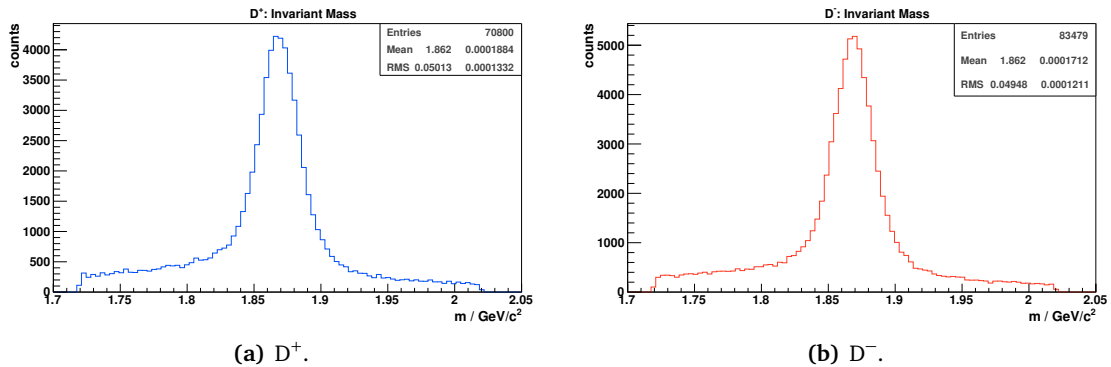 D⁺: Invariant Mass
counts
4000
3500
3000
2500
2000
1500
1000
500
0
Entries 70800
Mean 1.862 0.0001884
RMS 0.05013 0.0001332
1.7 1.75 1.8 1.85 1.9 1.95 2 2.05
m / GeV/c²
(a) D⁺.
D⁻: Invariant Mass
counts
5000
4000
3000
2000
1000
0
Entries 83479
Mean 1.862 0.0001712
RMS 0.04948 0.0001211
1.7 1.75 1.8 1.85 1.9 1.95 2 2.05
m / GeV/c²
(b) D⁻.